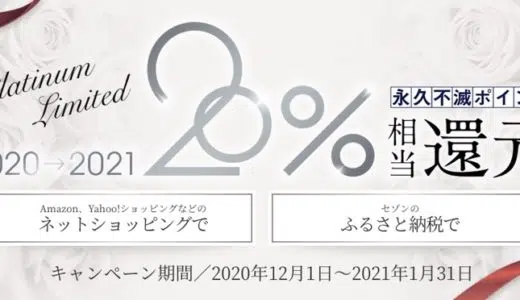 latinum
Limited
020→2021
20%
永久不滅ポイン
相当
還元
Amazon、Yahoo!ショッピングなどの
ネットショッピングで
セゾンの
ふるさと納税で
キャンペーン期間／2020年12月1日～2021年1月31日